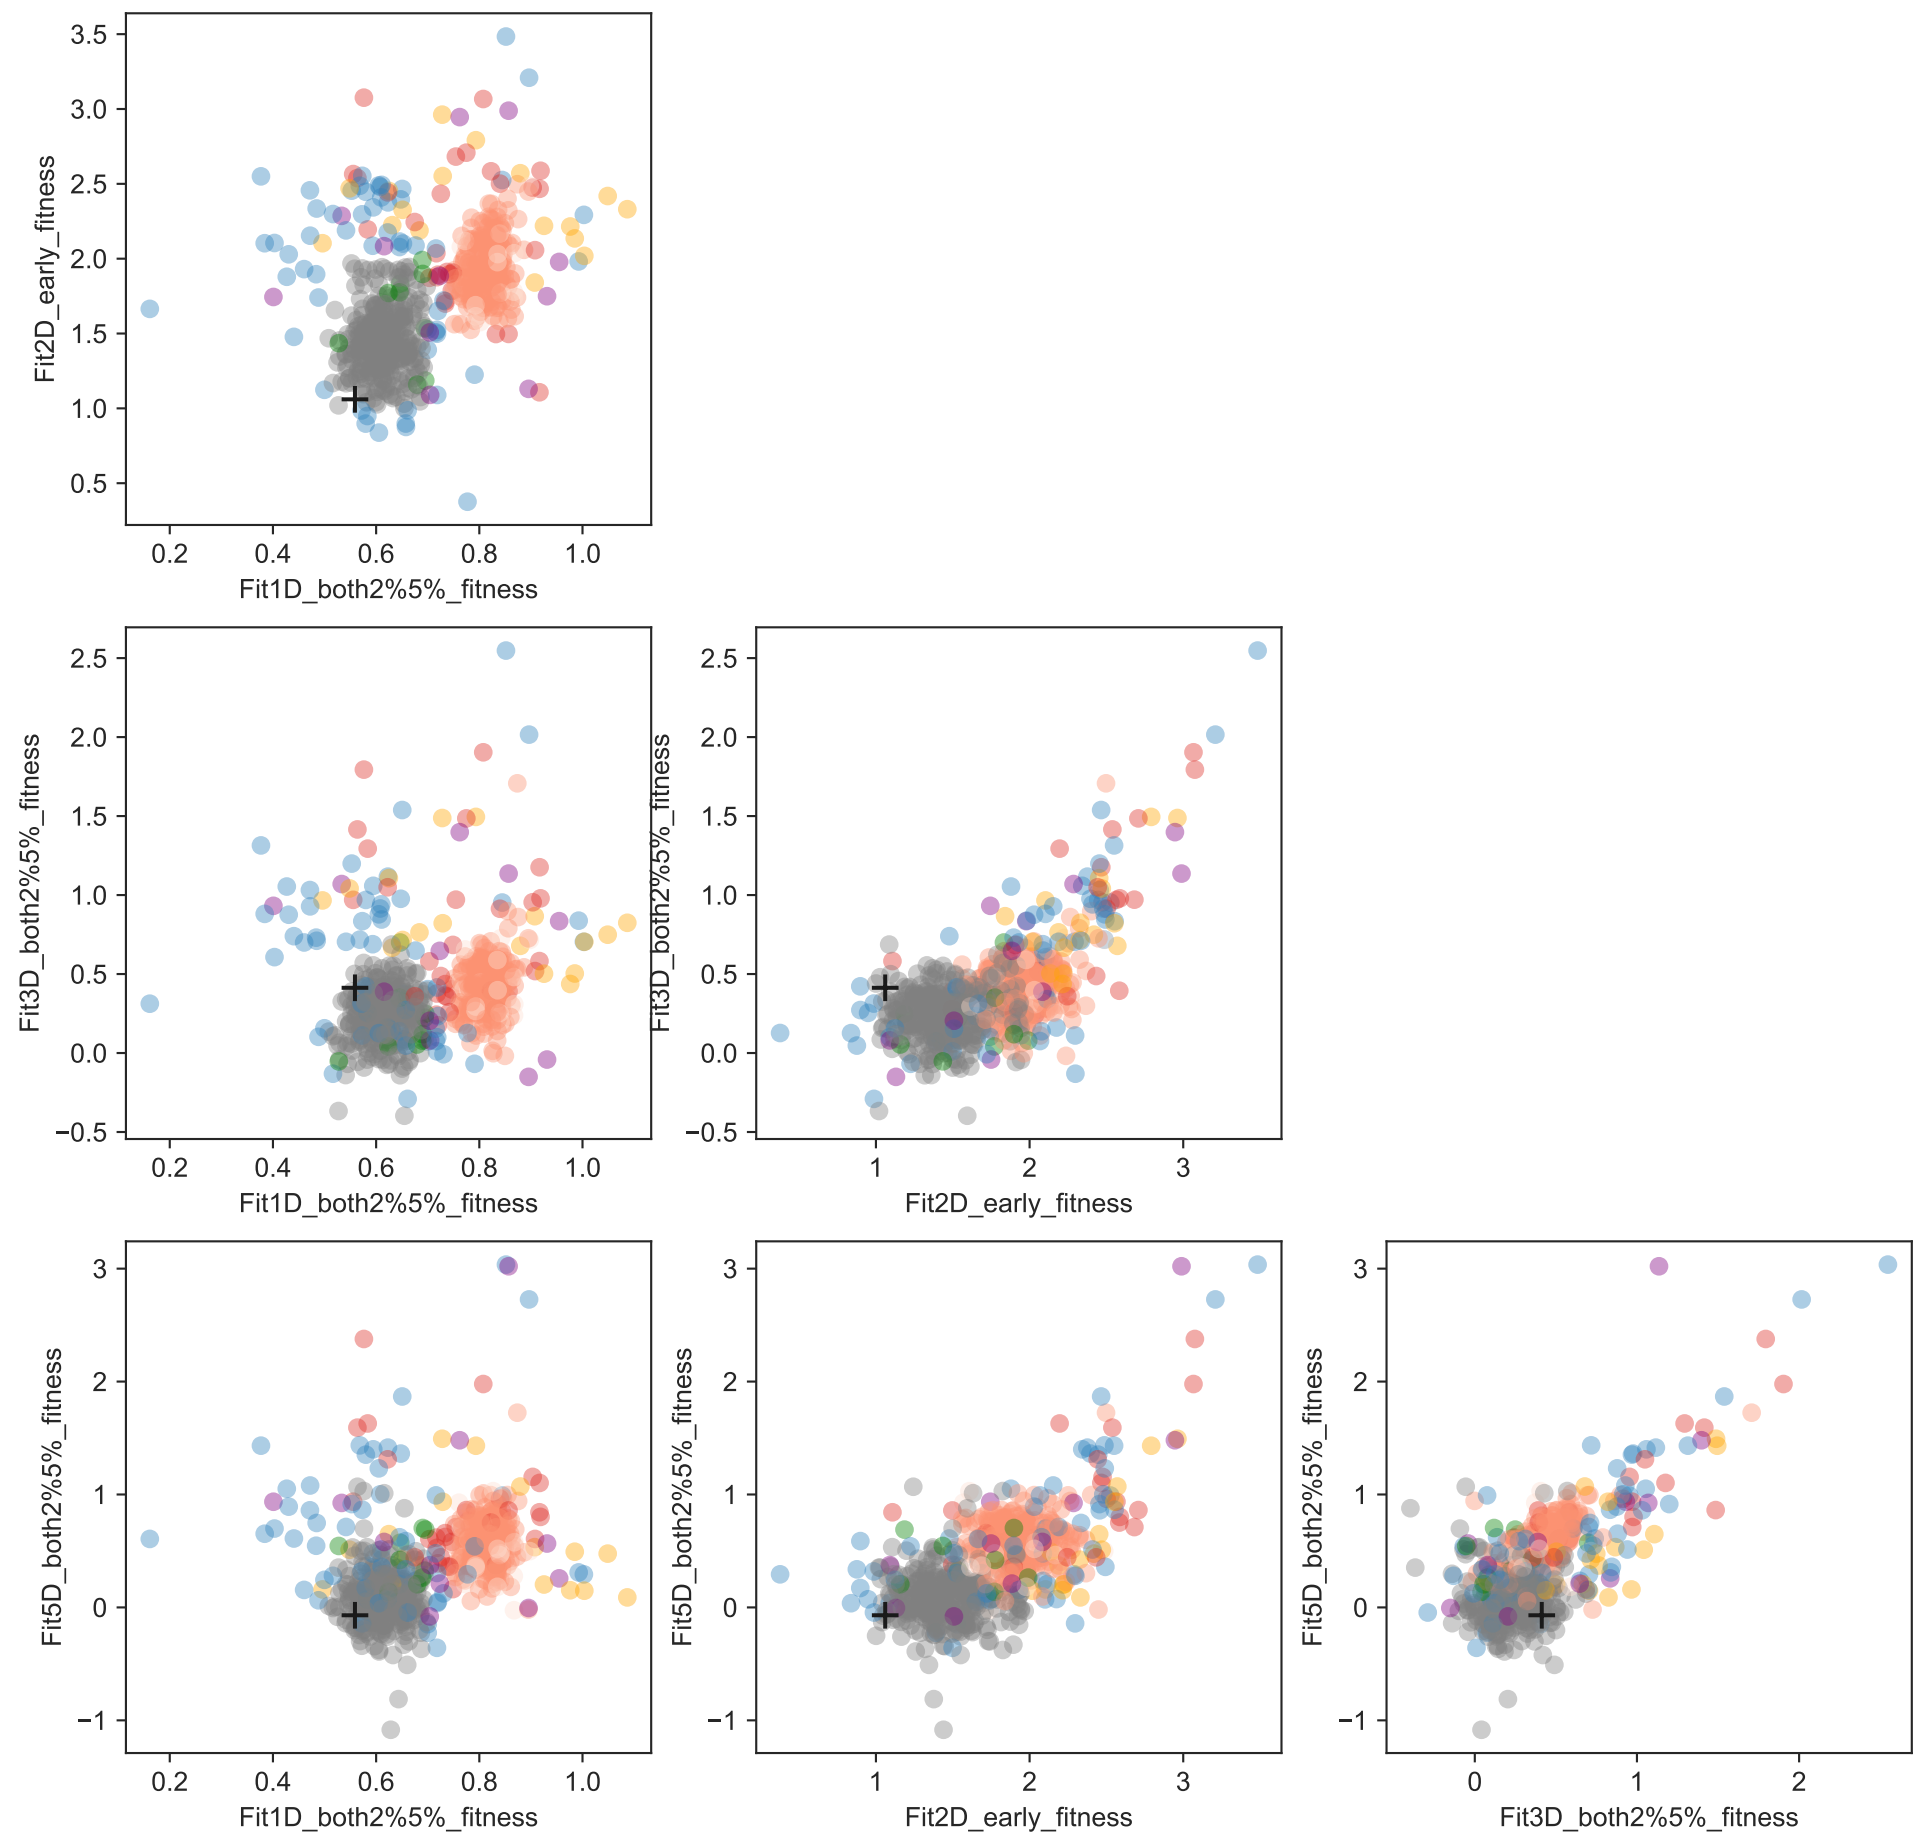 3.5
3.0
2.5
2.0
1.5
1.0
0.5
Fit2D_early_fitness
0.2 0.4 0.6 0.8 1.0
Fit1D_both2%5%_fitness
2.5
2.0
1.5
1.0
0.5
0.0
−0.5
Fit3D_both2%5%_fitness
0.2 0.4 0.6 0.8 1.0
Fit1D_both2%5%_fitness
2.5
2.0
1.5
1.0
0.5
0.0
−0.5
Fit3D_both2%5%_fitness
1 2 3
Fit2D_early_fitness
3
2
1
0
−1
Fit5D_both2%5%_fitness
0.2 0.4 0.6 0.8 1.0
Fit1D_both2%5%_fitness
3
2
1
0
−1
Fit5D_both2%5%_fitness
1 2 3
Fit2D_early_fitness
3
2
1
0
−1
Fit5D_both2%5%_fitness
0 1 2
Fit3D_both2%5%_fitness